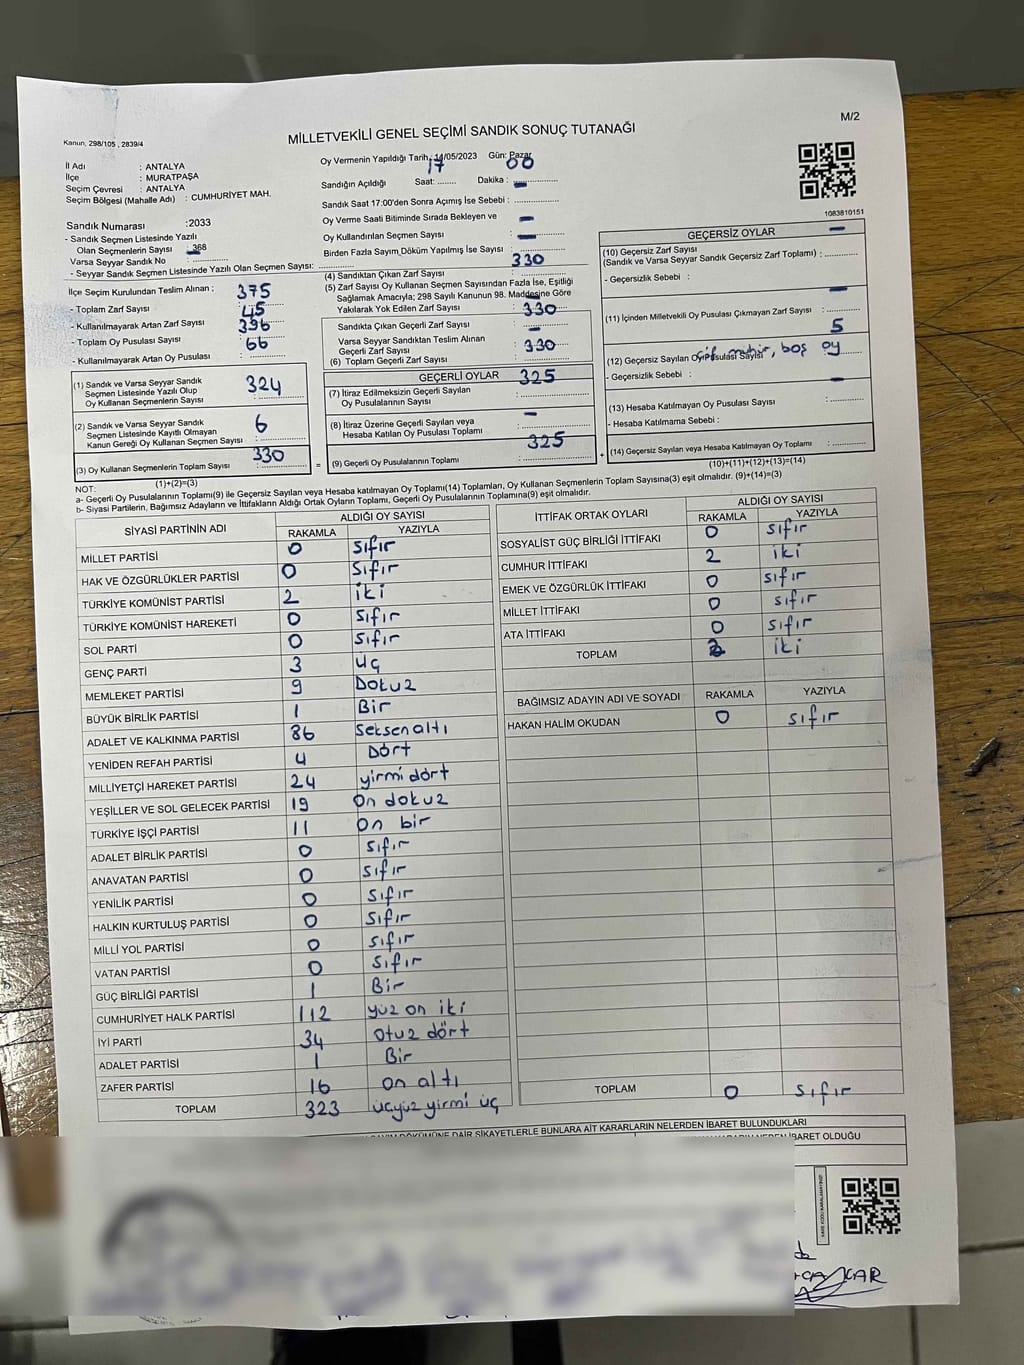 M/2
Kanun, 298/105 , 2839/4
MİLLETVEKİLİ GENEL SEÇİMİ SANDIK SONUÇ TUTANAĞI
İl Adı : ANTALYA
İlçe : MURATPAŞA
Seçim Çevresi : ANTALYA
Seçim Bölgesi (Mahalle Adı) : CUMHURİYET MAH.
Sandık Numarası :2033
- Sandık Seçmen Listesinde Yazılı
Olan Seçmenlerin Sayısı : 368
Varsa Seyyar Sandık No :
- Seyyar Sandık Seçmen Listesinde Yazılı Olan Seçmen Sayısı:
Oy Vermenin Yapıldığı Tarih: 14/05/2023 Gün: Pazar
Sandığın Açıldığı Saat: 17 Dakika : 00
Sandık Saat 17:00'den Sonra Açımış İse Sebebi : -
Oy Verme Saati Bitiminde Sırada Bekleyen ve
Oy Kullandırılan Seçmen Sayısı : -
Birden Fazla Sayım Döküm Yapılmış İse Sayısı : -
İlçe Seçim Kurulundan Teslim Alınan :
- Toplam Zarf Sayısı : 375
- Kullanılmayarak Artan Zarf Sayısı : 45
- Toplam Oy Pusulası Sayısı : 396
- Kullanılmayarak Artan Oy Pusulası : 66
(4) Sandıktan Çıkan Zarf Sayısı : 330
(5) Zarf Sayısı Oy Kullanan Seçmen Sayısından Fazla İse, Eşitliği
Sağlamak Amacıyla; 298 Sayılı Kanunun 98. Maddesine Göre
Yakılarak Yok Edilen Zarf Sayısı :
Sandıkta Çıkan Geçerli Zarf Sayısı : 330
Varsa Seyyar Sandıktan Teslim Alınan
Geçerli Zarf Sayısı : -
(6) Toplam Geçerli Zarf Sayısı : 330
GEÇERLİ OYLAR
(7) İtiraz Edilmeksizin Geçerli Sayılan
Oy Pusulalarının Sayısı : 325
(8) İtiraz Üzerine Geçerli Sayılan veya
Hesaba Katılan Oy Pusulası Toplamı : -
(9) Geçerli Oy Pusulalarının Toplamı : 325
(1) Sandık ve Varsa Seyyar Sandık
Seçmen Listesinde Yazılı Olup
Oy Kullanan Seçmenlerin Sayısı : 324
(2) Sandık ve Varsa Seyyar Sandık
Seçmen Listesinde Kayıtlı Olmayan
Kanun Gereği Oy Kullanan Seçmen Sayısı : 6
(3) Oy Kullanan Seçmenlerin Toplam Sayısı : 330
(1)+(2)=(3)
1083810151
GEÇERSİZ OYLAR
(10) Geçersiz Zarf Sayısı
(Sandık ve Varsa Seyyar Sandık Geçersiz Zarf Toplamı) : -
- Geçersizlik Sebebi :
(11) İçinden Milletvekili Oy Pusulası Çıkmayan Zarf Sayısı : -
(12) Geçersiz Sayılan Oy Pusulası Sayısı : 5
- Geçersizlik Sebebi : çift mühür, boş oy
(13) Hesaba Katılmayan Oy Pusulası Sayısı : -
- Hesaba Katılmama Sebebi :
(14) Geçersiz Sayılan veya Hesaba Katılmayan Oy Toplamı :
(10)+(11)+(12)+(13)=(14)
NOT:
a- Geçerli Oy Pusulalarının Toplamı(9) ile Geçersiz Sayılan veya Hesaba katılmayan Oy Toplamı(14) Toplamları, Oy Kullanan Seçmenlerin Toplam Sayısına(3) eşit olmalıdır. (9)+(14)=(3)
b- Siyasi Partilerin, Bağımsız Adayların ve İttifakların Aldığı Ortak Oyların Toplamı, Geçerli Oy Pusulalarının Toplamına(9) eşit olmalıdır.
SİYASİ PARTİNİN ADI ALDIĞI OY SAYISI
RAKAMLA YAZIYLA
MİLLET PARTİSİ 0 sıfır
HAK VE ÖZGÜRLÜKLER PARTİSİ 0 Sıfır
TÜRKİYE KOMÜNİST PARTİSİ 2 iki
TÜRKİYE KOMÜNİST HAREKETİ 0 sıfır
SOL PARTİ 0 sıfır
GENÇ PARTİ 3 üç
MEMLEKET PARTİSİ 9 Dokuz
BÜYÜK BİRLİK PARTİSİ 1 Bir
ADALET VE KALKINMA PARTİSİ 86 Seksen altı
YENİDEN REFAH PARTİSİ 4 Dört
MİLLİYETÇİ HAREKET PARTİSİ 24 yirmi dört
YEŞİLLER VE SOL GELECEK PARTİSİ 19 On dokuz
TÜRKİYE İŞÇİ PARTİSİ 11 On bir
ADALET BİRLİK PARTİSİ 0 sıfır
ANAVATAN PARTİSİ 0 sıfır
YENİLİK PARTİSİ 0 sıfır
HALKIN KURTULUŞ PARTİSİ 0 sıfır
MİLLİ YOL PARTİSİ 0 sıfır
VATAN PARTİSİ 0 sıfır
GÜÇ BİRLİĞİ PARTİSİ 1 Bir
CUMHURİYET HALK PARTİSİ 112 yüz on iki
İYİ PARTİ 34 otuz dört
ADALET PARTİSİ 1 Bir
ZAFER PARTİSİ 16 on altı
TOPLAM 323 üçyüz yirmi üç
İTTİFAK ORTAK OYLARI ALDIĞI OY SAYISI
RAKAMLA YAZIYLA
SOSYALİST GÜÇ BİRLİĞİ İTTİFAKI 0 sıfır
CUMHUR İTTİFAKI 2 iki
EMEK VE ÖZGÜRLÜK İTTİFAKI 0 sıfır
MİLLET İTTİFAKI 0 sıfır
ATA İTTİFAKI 0 sıfır
TOPLAM 2 iki
BAĞIMSIZ ADAYIN ADI VE SOYADI RAKAMLA YAZIYLA
HAKAN HALİM OKUDAN 0 sıfır
TOPLAM 0 sıfır
DÖKÜMÜNE DAİR ŞİKAYETLERLE BUNLARA AİT KARARLARIN NELERDEN İBARET BULUNDUKLARI
İBARET OLDUĞU